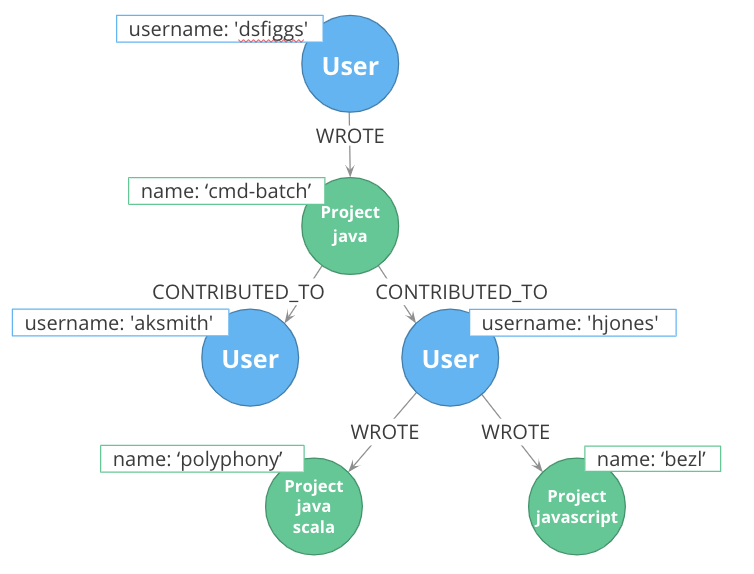 username: 'dsfiggs'
User
WROTE
name: ‘cmd-batch’
Project
java
CONTRIBUTED_TO
CONTRIBUTED_TO
username: 'aksmith'
User
User
username: 'hjones'
WROTE
WROTE
name: ‘polyphony’
name: ‘bezl’
Project
java
scala
Project
javascript